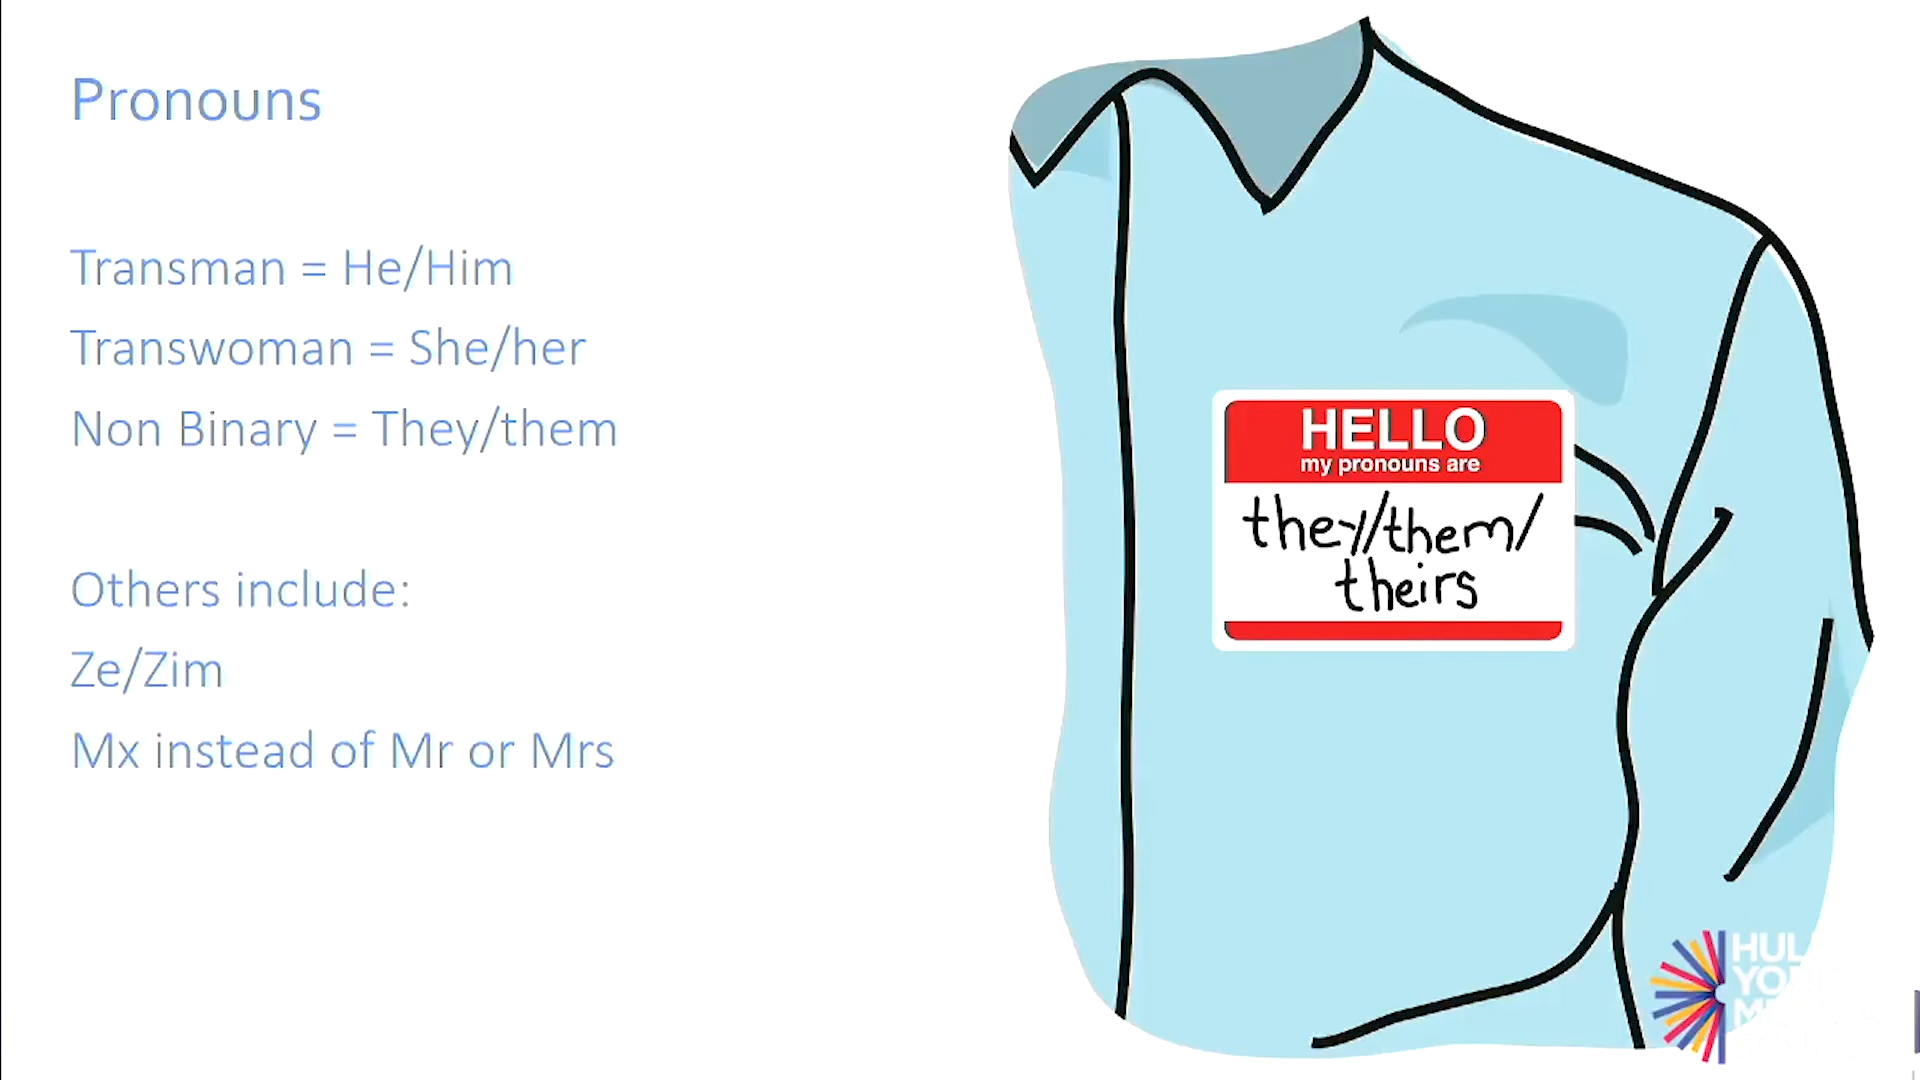 Pronouns
Transman = He/Him
Transwoman = She/her
Non Binary = They/them
Others include:
Ze/Zim
Mx instead of Mr or Mrs
HELLO
my pronouns are
they//them/
theirs